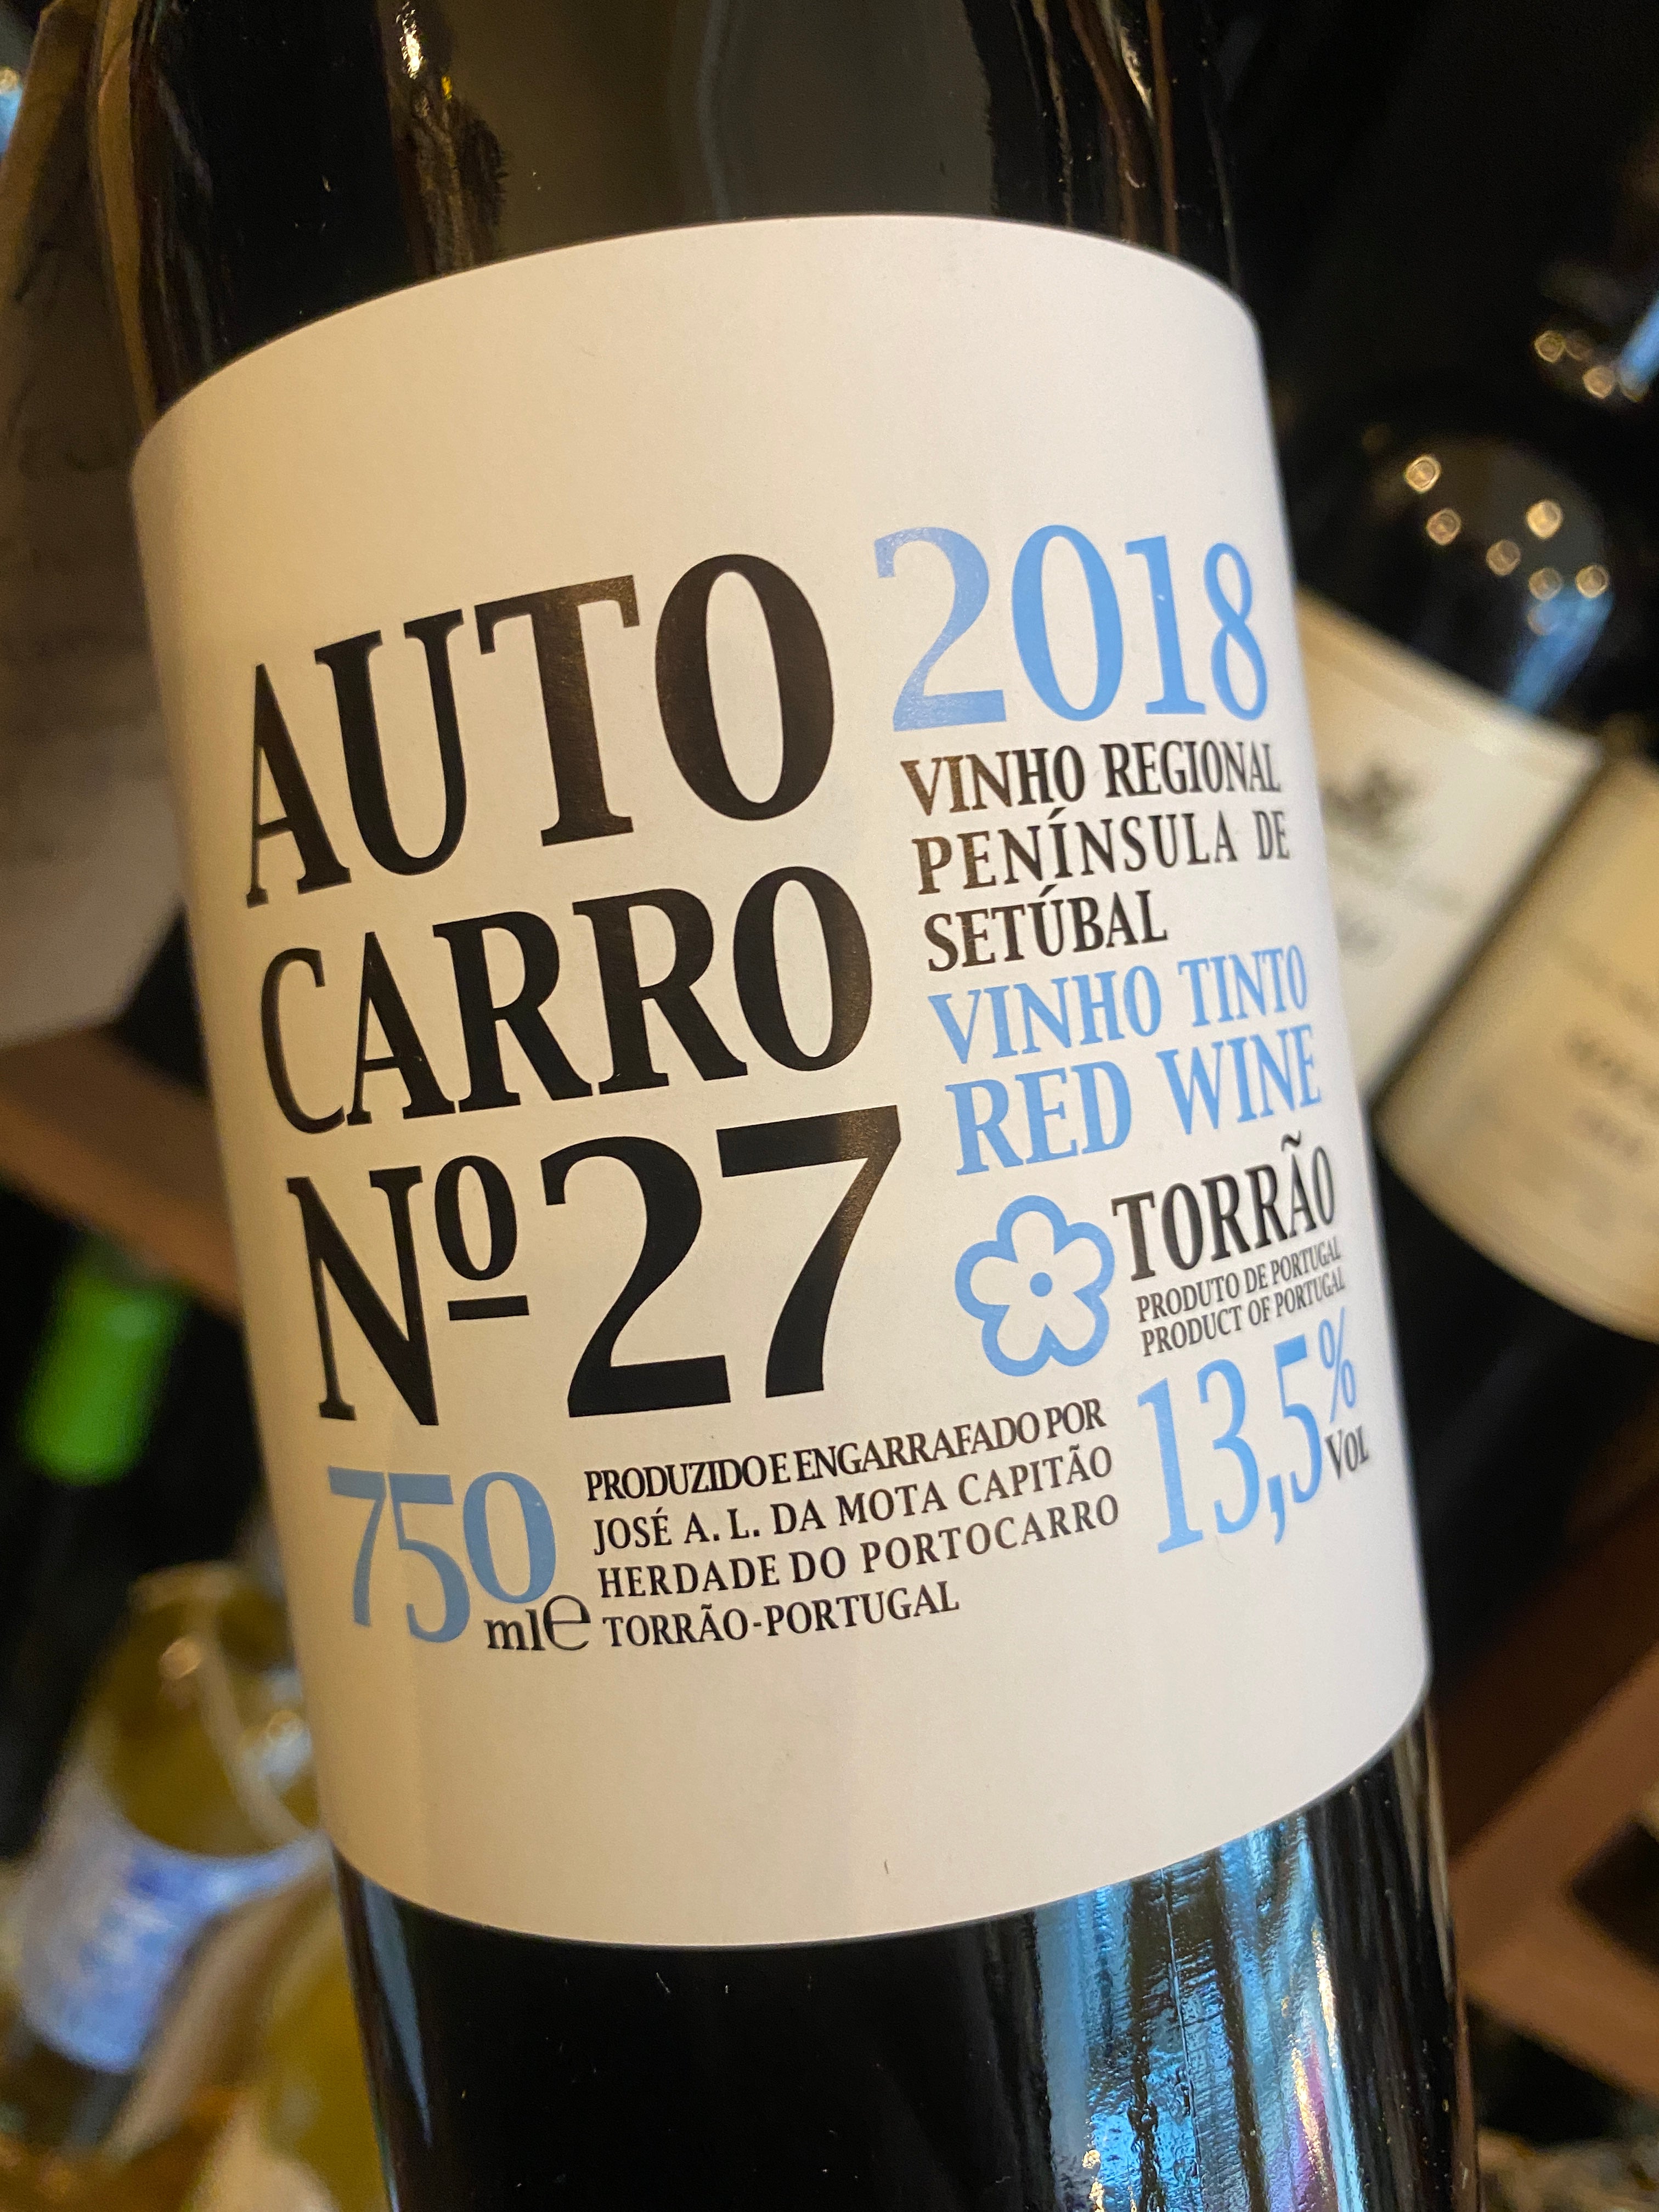 AUTO
CARRO
Nº27
2018
VINHO REGIONAL
PENÍNSULA DE
SETÚBAL
VINHO TINTO
RED WINE
TORRÃO
PRODUTO DE PORTUGAL
PRODUCT OF PORTUGAL
13,5% VOL
750 ml e
PRODUZIDO E ENGARRAFADO POR
JOSÉ A. L. DA MOTA CAPITÃO
HERDADE DO PORTOCARRO
TORRÃO-PORTUGAL